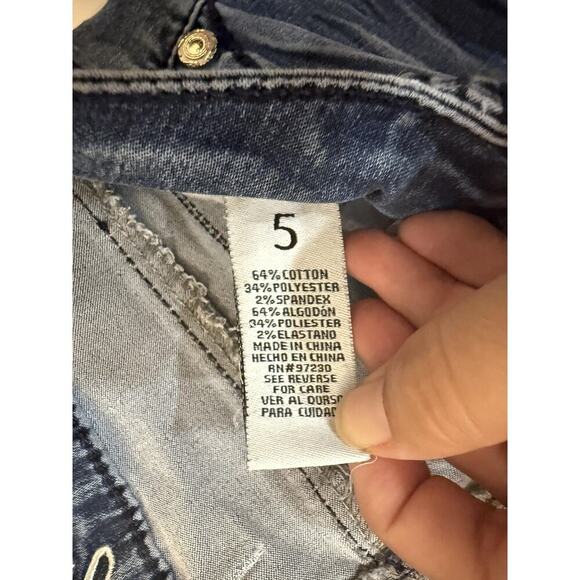 5
64% COTTON
34% POLYESTER
2% SPANDEX
64% ALGODÓN
34% POLIESTER
2% ELASTANO
MADE IN CHINA
HECHO EN CHINA
RN#97230
SEE REVERSE
FOR CARE
VER AL DORSO
PARA CUIDAD